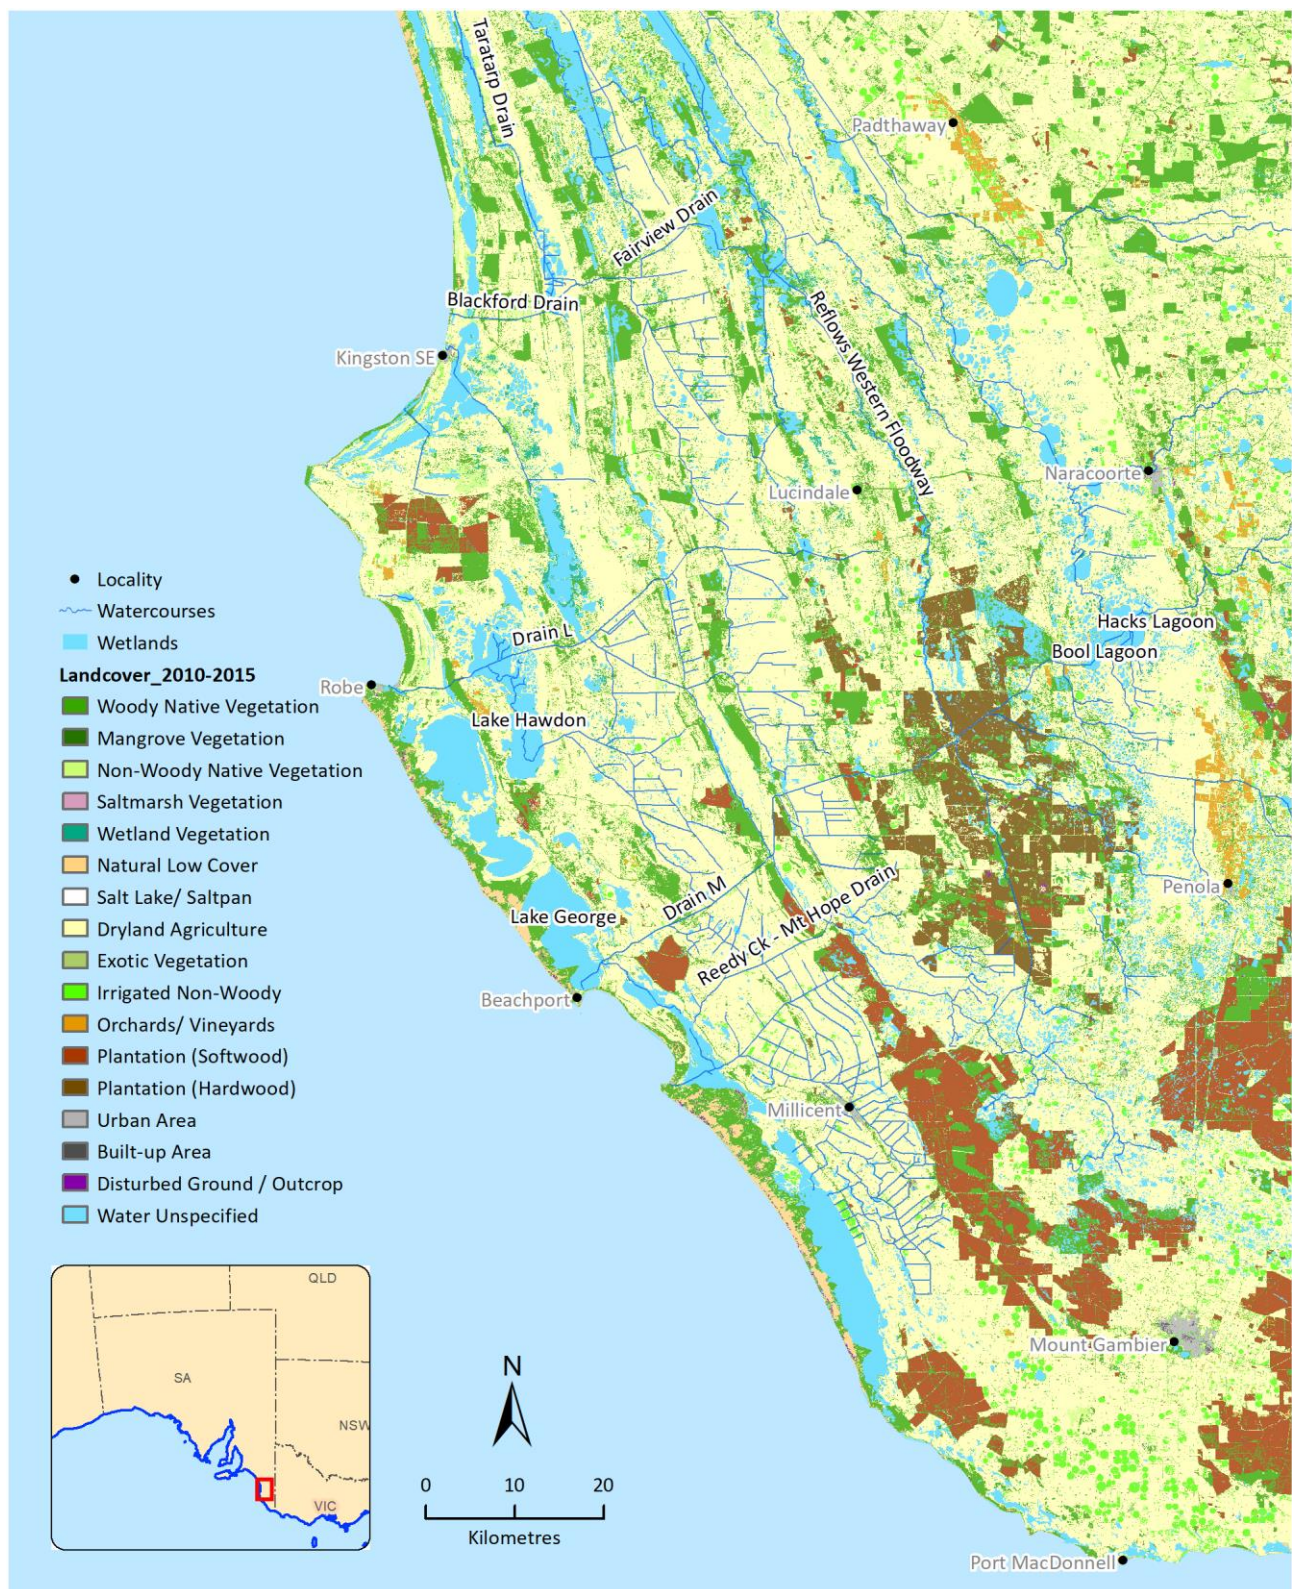 Taratarp Drain
Padthaway
Fairview Drain
Blackford Drain
Reflows Western Floodway
Kingston SE
Naracoorte
Lucindale
Locality
Watercourses
Wetlands
Landcover_2010-2015
Woody Native Vegetation
Mangrove Vegetation
Non-Woody Native Vegetation
Saltmarsh Vegetation
Wetland Vegetation
Natural Low Cover
Salt Lake/ Saltpan
Dryland Agriculture
Exotic Vegetation
Irrigated Non-Woody
Orchards/ Vineyards
Plantation (Softwood)
Plantation (Hardwood)
Urban Area
Built-up Area
Disturbed Ground / Outcrop
Water Unspecified
Drain L
Hacks Lagoon
Bool Lagoon
Robe
Lake Hawdon
Penola
Drain M
Lake George
Reedy Ck - Mt Hope Drain
Beachport
Millicent
Mount Gambier
Port MacDonnell
QLD
SA
NSW
VIC
N
0 10 20
Kilometres